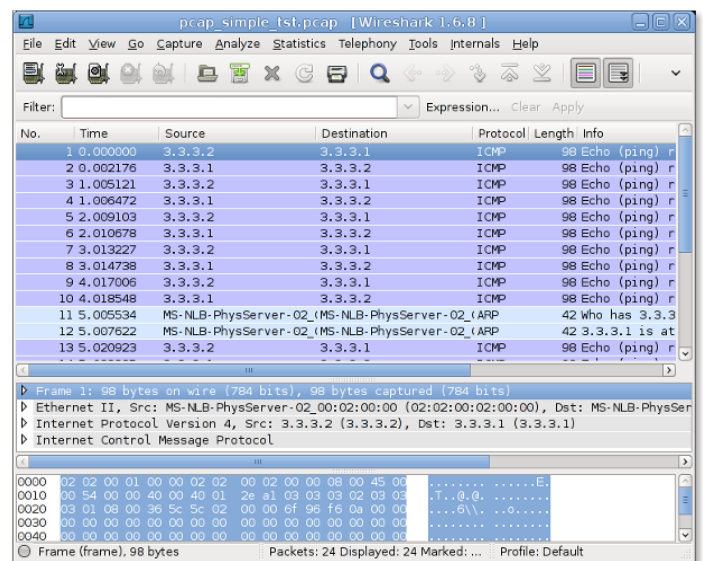 pcap_simple_tst.pcap [Wireshark 1.6.8 ]
File Edit View Go Capture Analyze Statistics Telephony Tools Internals Help
Filter: Expression... Clear Apply
No. Time Source Destination Protocol Length Info
1 0.000000 3.3.3.2 3.3.3.1 ICMP 98 Echo (ping) r
2 0.002176 3.3.3.1 3.3.3.2 ICMP 98 Echo (ping) r
3 1.005121 3.3.3.2 3.3.3.1 ICMP 98 Echo (ping) r
4 1.006472 3.3.3.1 3.3.3.2 ICMP 98 Echo (ping) r
5 2.009103 3.3.3.2 3.3.3.1 ICMP 98 Echo (ping) r
6 2.010678 3.3.3.1 3.3.3.2 ICMP 98 Echo (ping) r
7 3.013227 3.3.3.2 3.3.3.1 ICMP 98 Echo (ping) r
8 3.014738 3.3.3.1 3.3.3.2 ICMP 98 Echo (ping) r
9 4.017006 3.3.3.2 3.3.3.1 ICMP 98 Echo (ping) r
10 4.018548 3.3.3.1 3.3.3.2 ICMP 98 Echo (ping) r
11 5.005534 MS-NLB-PhysServer-02_( MS-NLB-PhysServer-02_( ARP 42 Who has 3.3.3
12 5.007622 MS-NLB-PhysServer-02_( MS-NLB-PhysServer-02_( ARP 42 3.3.3.1 is at
13 5.020923 3.3.3.2 3.3.3.1 ICMP 98 Echo (ping) r
Frame 1: 98 bytes on wire (784 bits), 98 bytes captured (784 bits)
Ethernet II, Src: MS-NLB-PhysServer-02_00:02:00:00 (02:02:00:02:00:00), Dst: MS-NLB-PhysSer
Internet Protocol Version 4, Src: 3.3.3.2 (3.3.3.2), Dst: 3.3.3.1 (3.3.3.1)
Internet Control Message Protocol
0000 02 02 00 01 00 00 02 02 00 02 00 00 08 00 45 00 ........ ......E.
0010 00 54 00 00 40 00 40 01 2e a1 03 03 03 02 03 03 .T..@.@. ........
0020 03 01 08 00 36 5c 5c 02 00 00 6f 96 f6 0a 00 00 ....6\\. ..o.....
0030 00 00 00 00 00 00 00 00 00 00 00 00 00 00 00 00 ........ ........
0040 00 00 00 00 00 00 00 00 00 00 00 00 00 00 00 00 ........ ........
Frame (frame), 98 bytes Packets: 24 Displayed: 24 Marked: ... Profile: Default